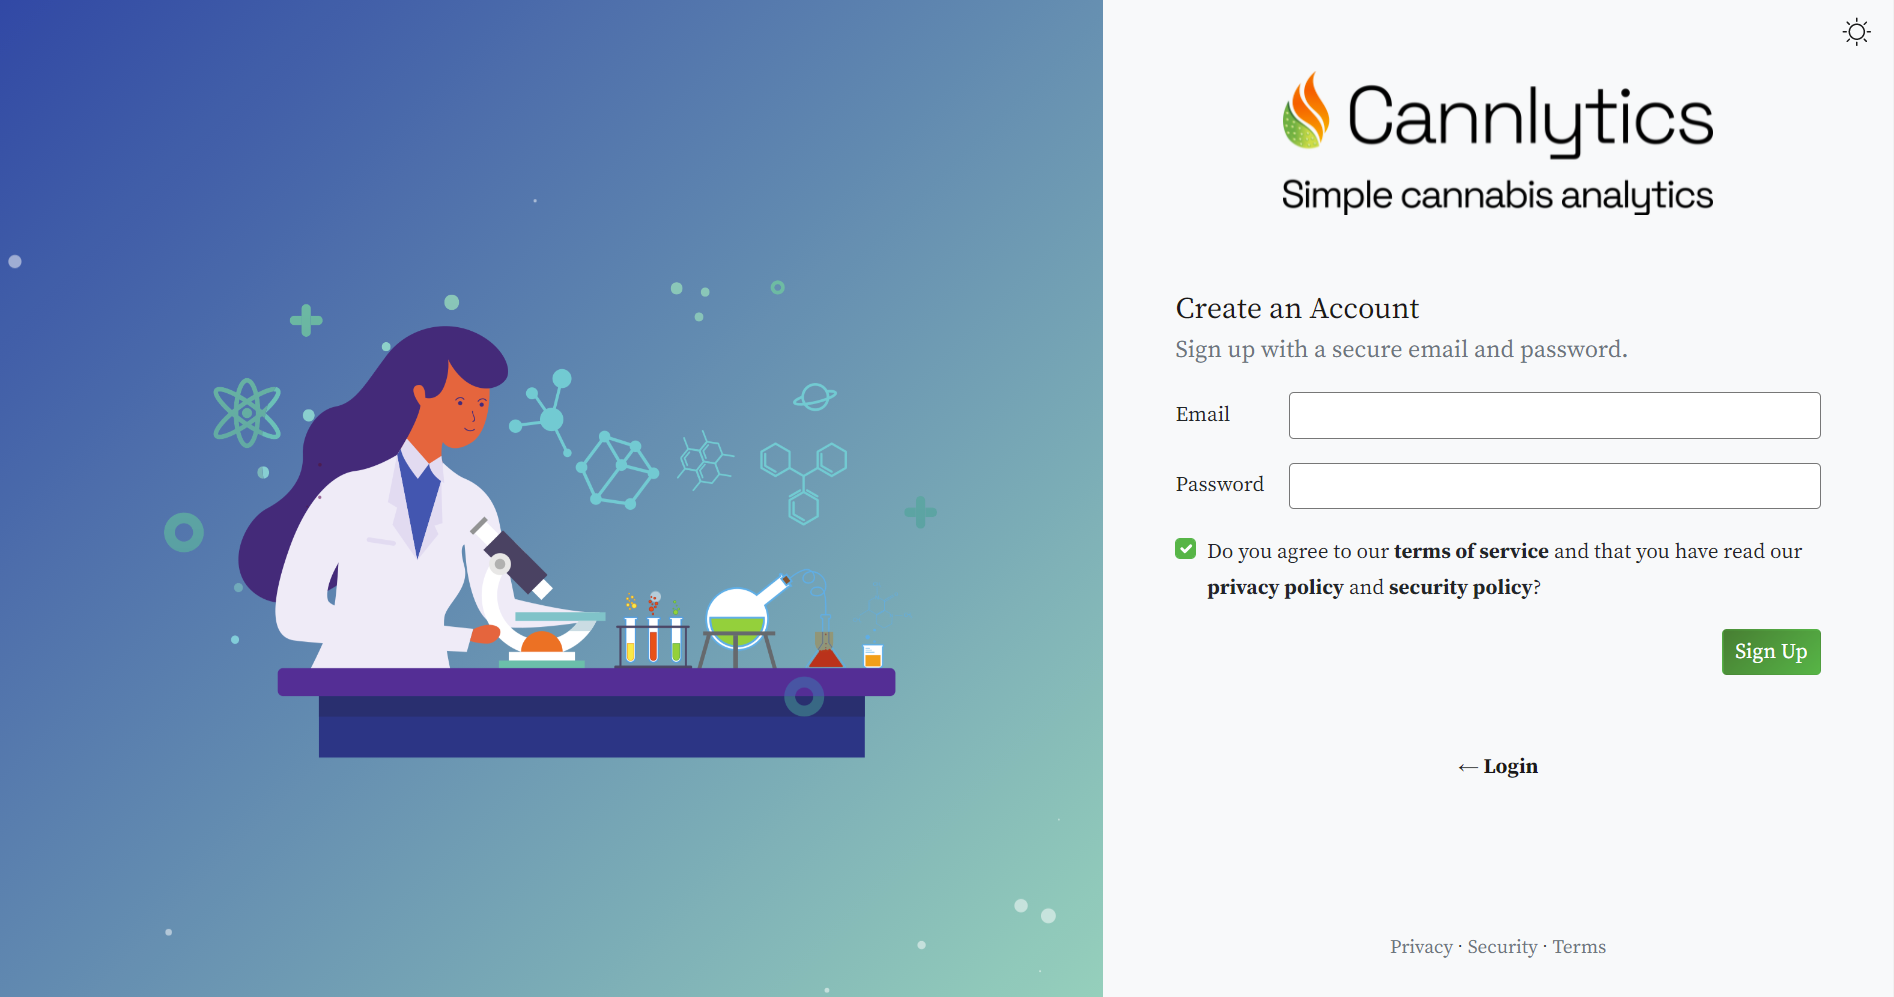 Cannlytics
Simple cannabis analytics
Create an Account
Sign up with a secure email and password.
Email
Password
Do you agree to our terms of service and that you have read our
privacy policy and security policy?
Sign Up
← Login
Privacy · Security · Terms